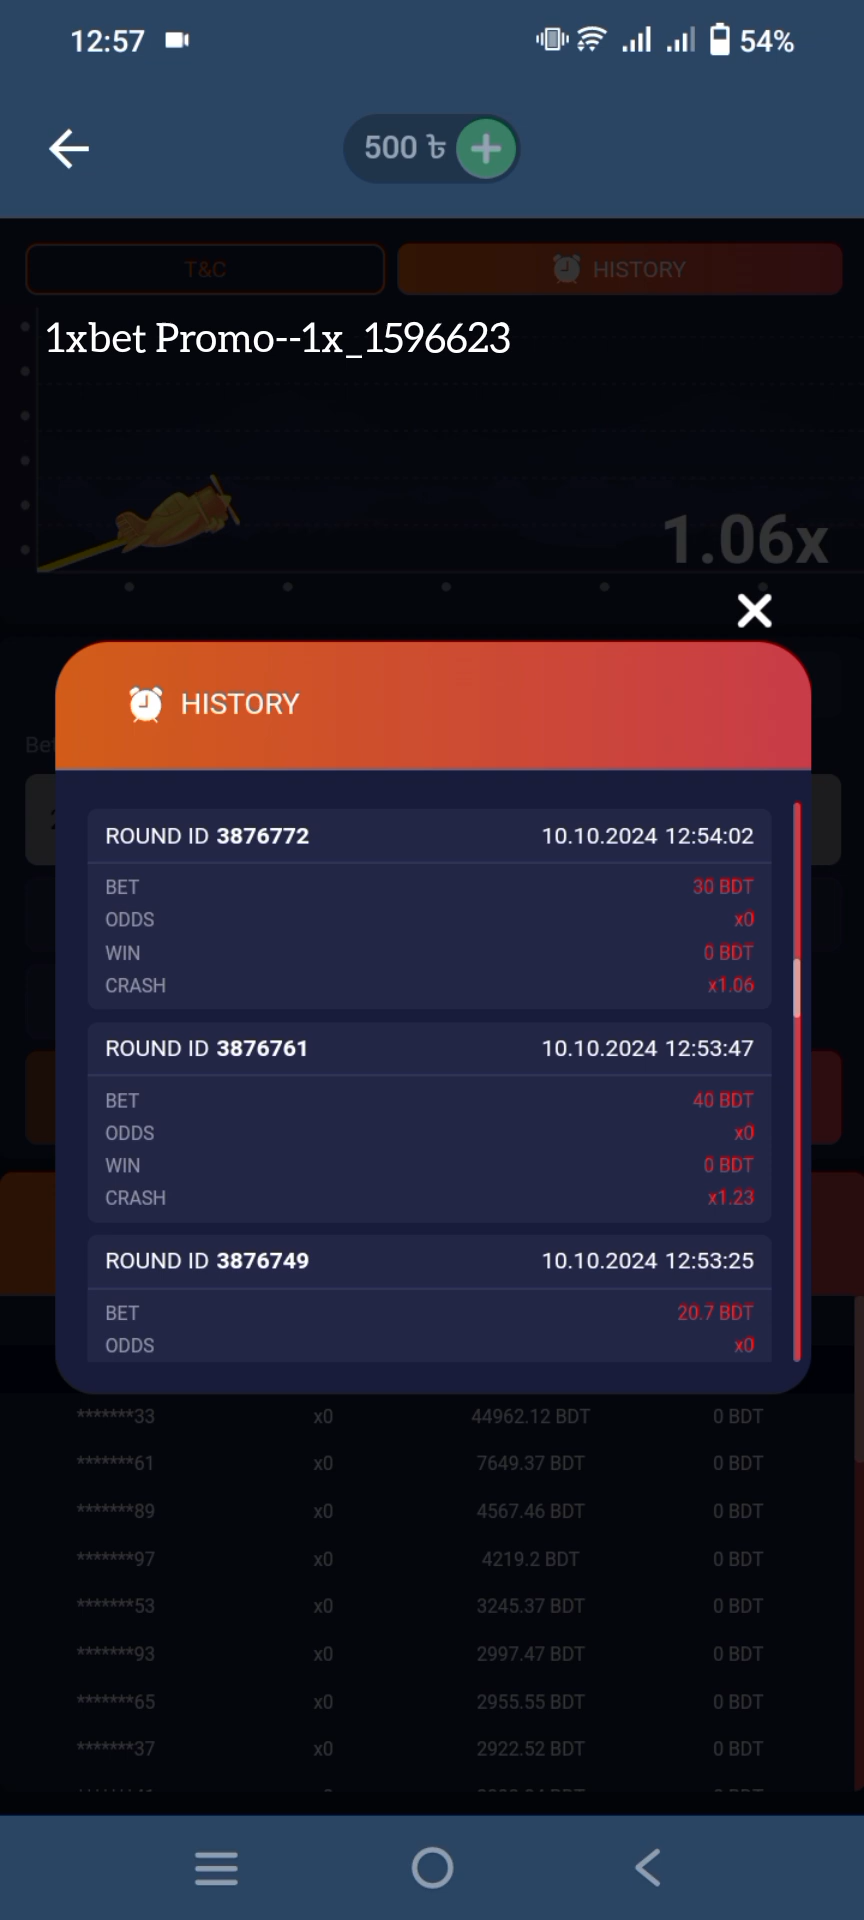 12:57
54%
500 ৳
T&C
HISTORY
1xbet Promo--1x_1596623
1.06x
HISTORY
ROUND ID 3876772 10.10.2024 12:54:02
BET 30 BDT
ODDS x0
WIN 0 BDT
CRASH x1.06
ROUND ID 3876761 10.10.2024 12:53:47
BET 40 BDT
ODDS x0
WIN 0 BDT
CRASH x1.23
ROUND ID 3876749 10.10.2024 12:53:25
BET 20.7 BDT
ODDS x0
*******33 x0 44962.12 BDT 0 BDT
*******61 x0 7649.37 BDT 0 BDT
*******89 x0 4567.46 BDT 0 BDT
*******97 x0 4219.2 BDT 0 BDT
*******53 x0 3245.37 BDT 0 BDT
*******93 x0 2997.47 BDT 0 BDT
*******65 x0 2955.55 BDT 0 BDT
*******37 x0 2922.52 BDT 0 BDT